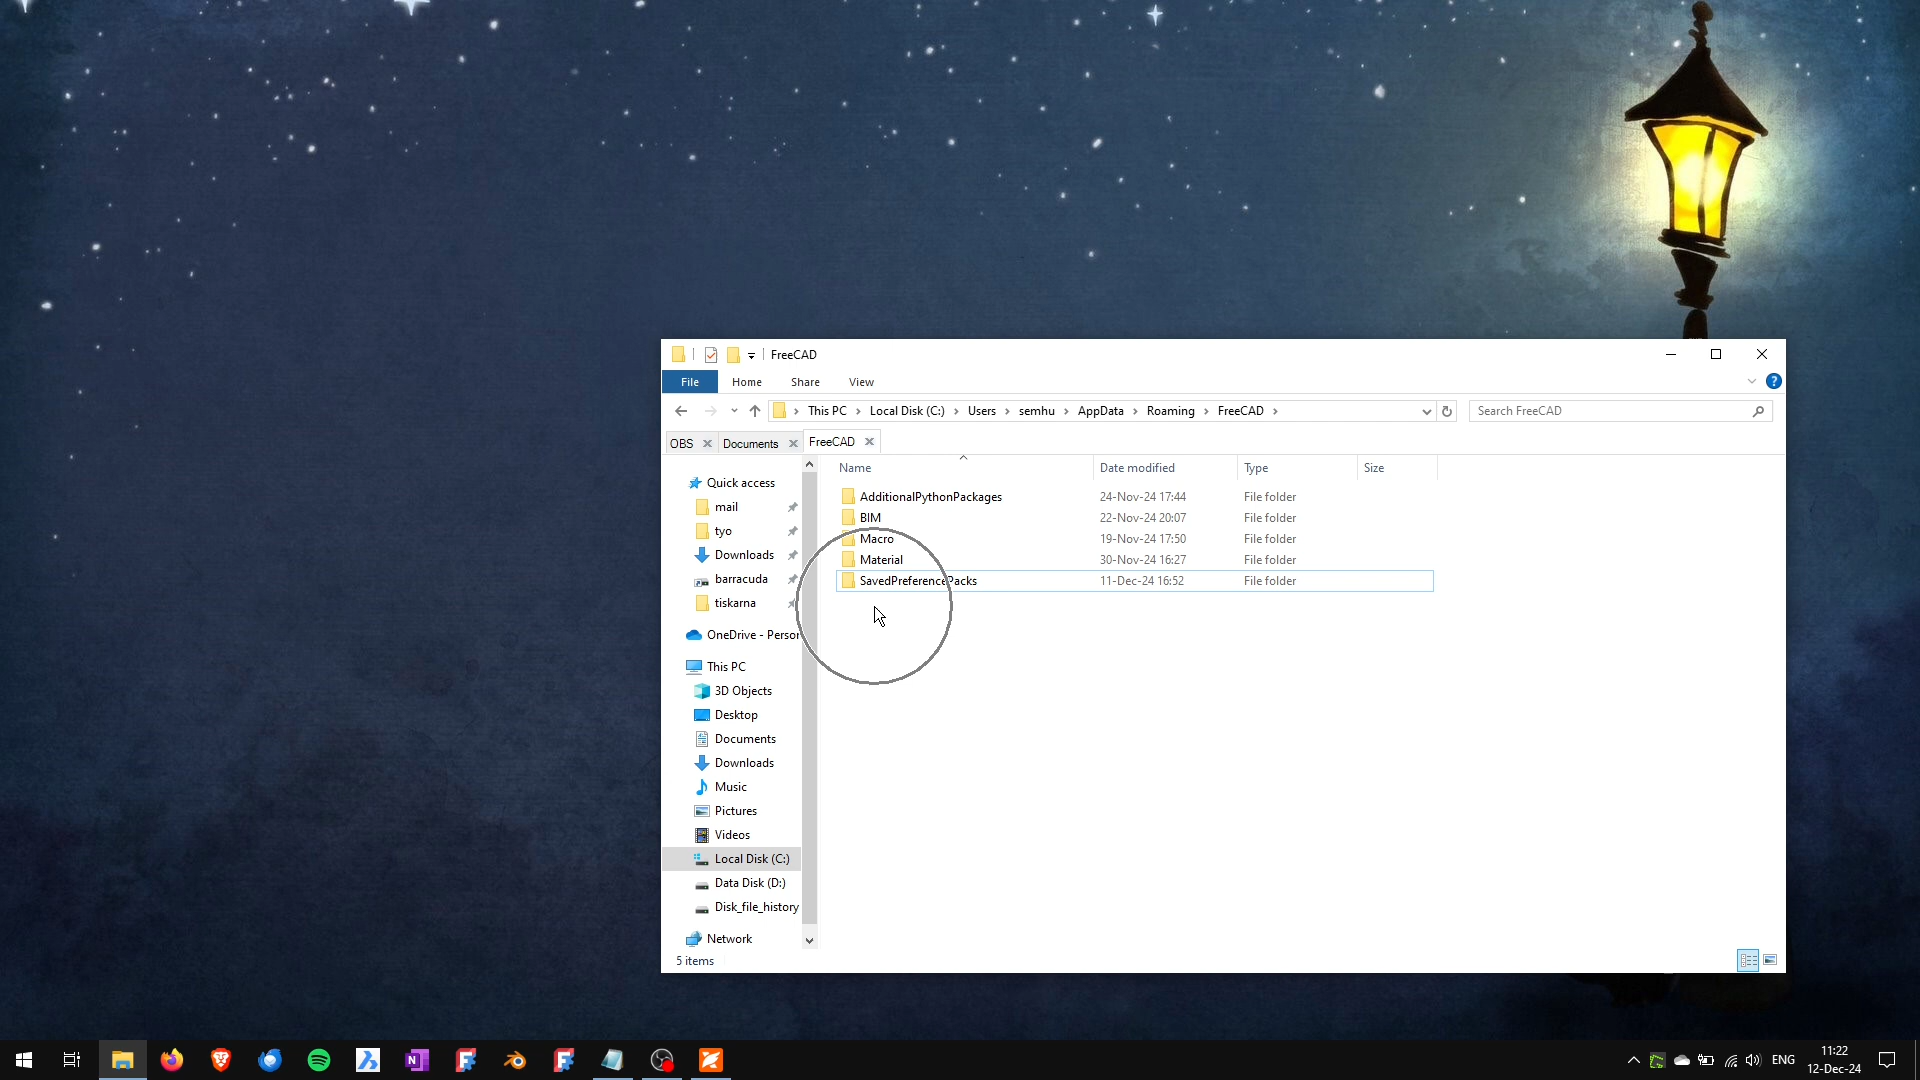 FreeCAD
File Home Share View
This PC Local Disk (C:) Users semhu AppData Roaming FreeCAD
Search FreeCAD
OBS Documents FreeCAD
Name Date modified Type Size
AdditionalPythonPackages 24-Nov-24 17:44 File folder
BIM 22-Nov-24 20:07 File folder
Macro 19-Nov-24 17:50 File folder
Material 30-Nov-24 16:27 File folder
SavedPreferencePacks 11-Dec-24 16:52 File folder
Quick access
mail
tyo
Downloads
barracuda
tiskarna
OneDrive - Person
This PC
3D Objects
Desktop
Documents
Downloads
Music
Pictures
Videos
Local Disk (C:)
Data Disk (D:)
Disk_file_history
Network
5 items
ENG
11:22
12-Dec-24